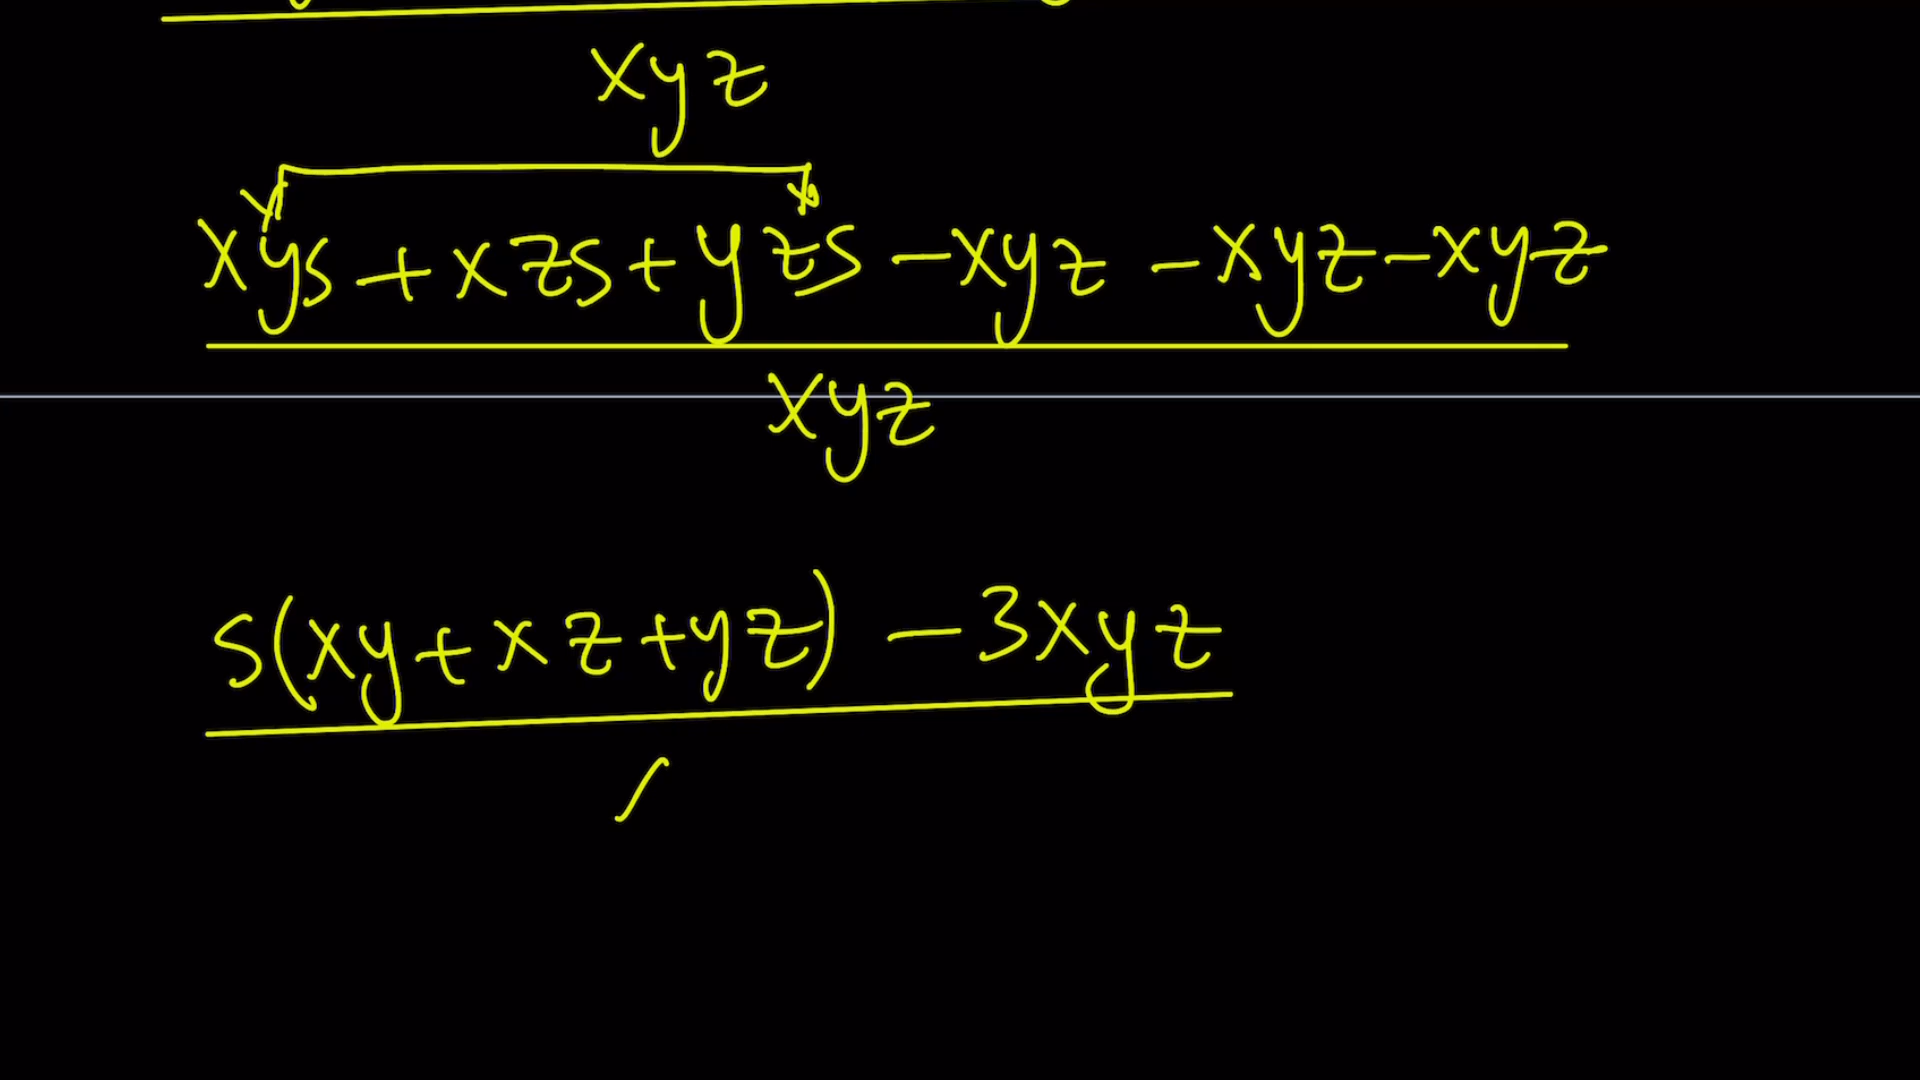 xyz
xys + xzs + yzs - xyz - xyz - xyz
xyz
s(xy + xz + yz) - 3xyz